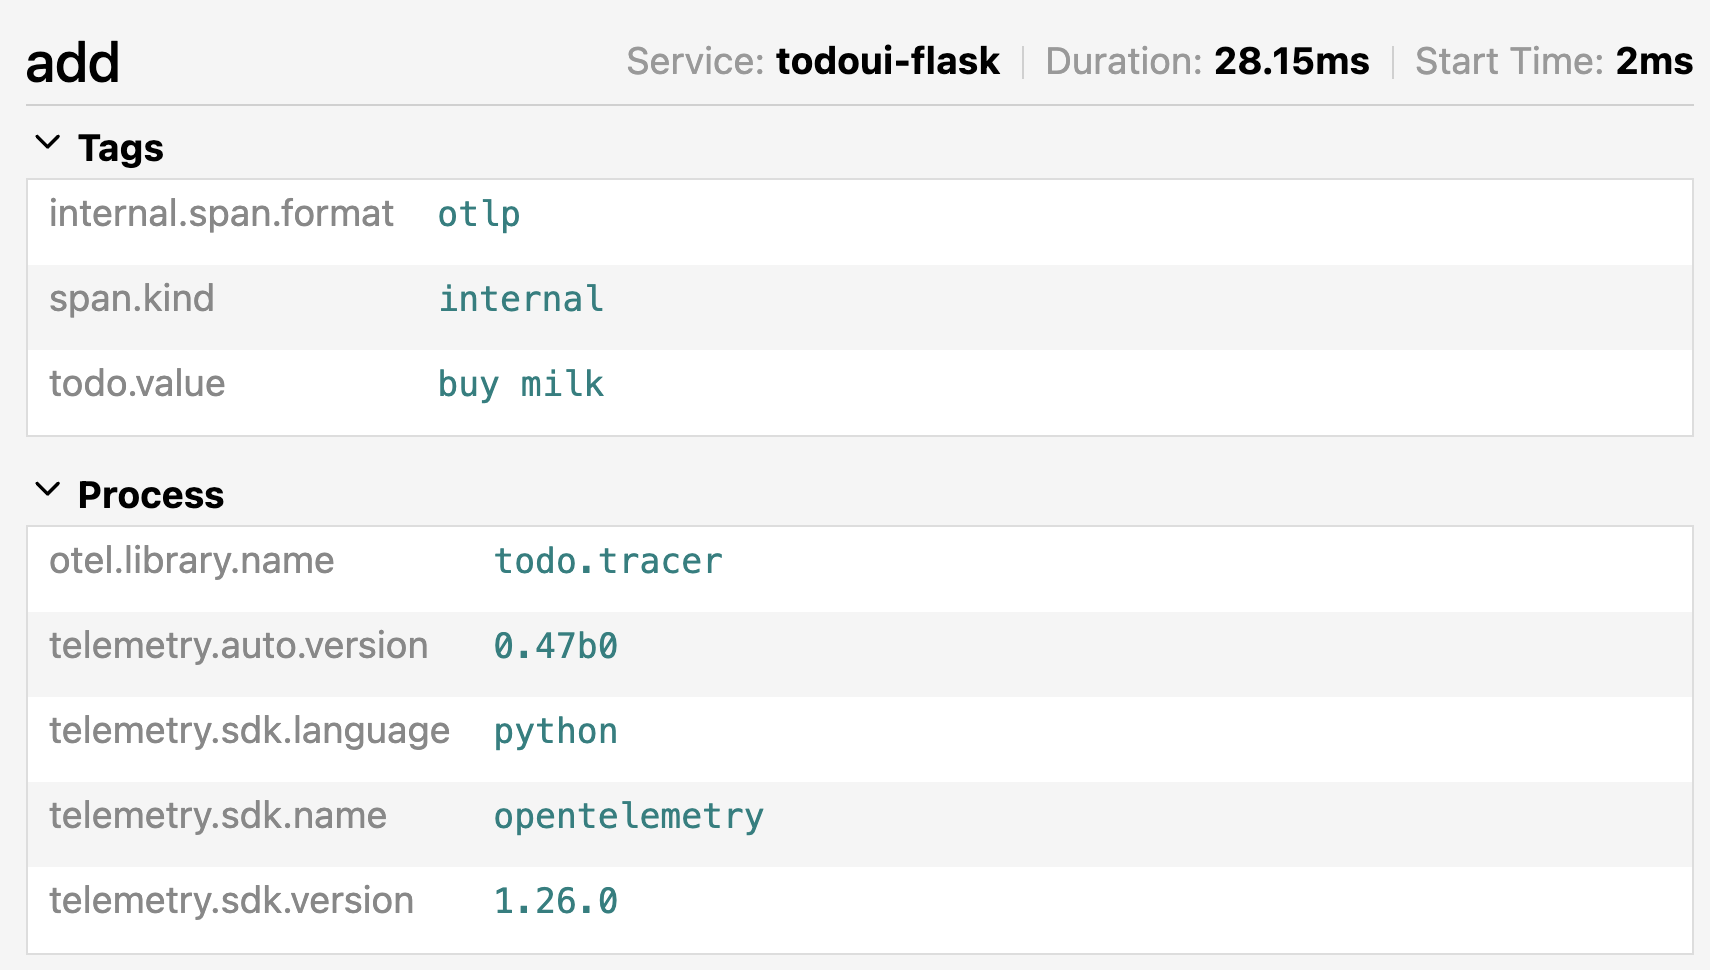 add
Service: todoui-flask | Duration: 28.15ms | Start Time: 2ms
Tags
internal.span.format otlp
span.kind internal
todo.value buy milk
Process
otel.library.name todo.tracer
telemetry.auto.version 0.47b0
telemetry.sdk.language python
telemetry.sdk.name opentelemetry
telemetry.sdk.version 1.26.0